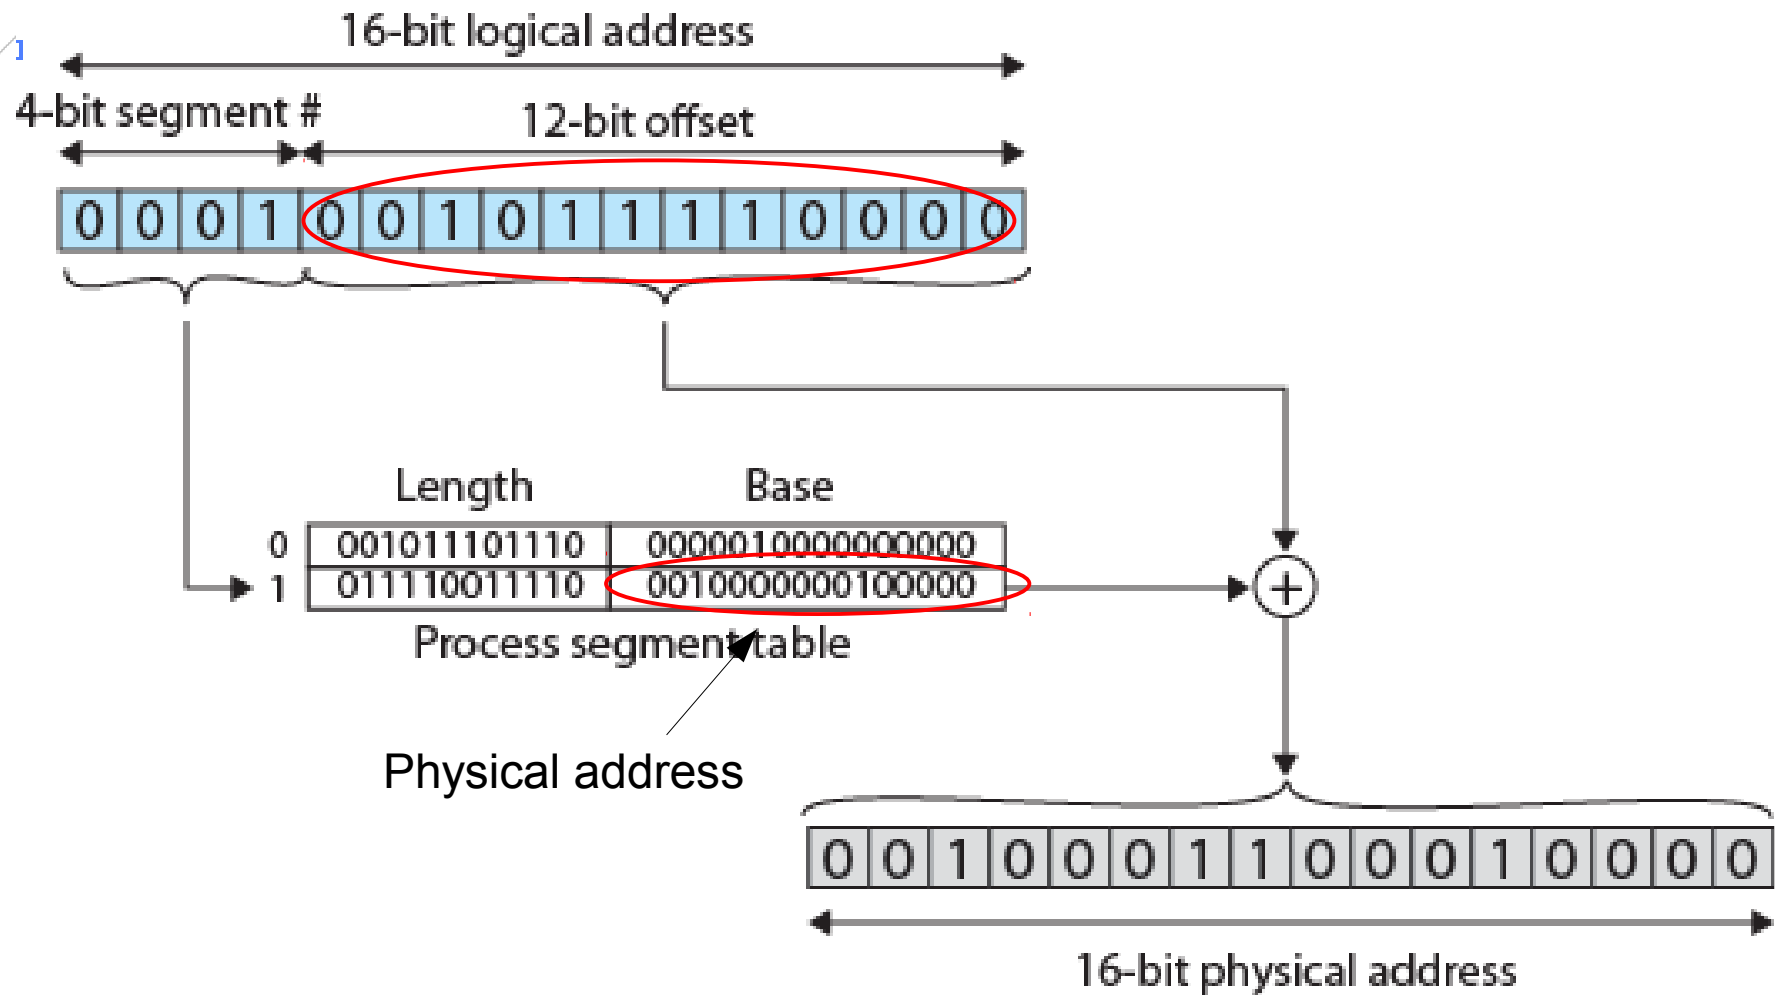 16-bit logical address
4-bit segment #
12-bit offset
0 0 0 1 0 0 1 0 1 1 1 1 0 0 0 0
Length Base
0 001011101110 0000010000000000
1 011110011110 0010000000100000
Process segment table
+
Physical address
0 0 1 0 0 0 1 1 0 0 0 1 0 0 0 0
16-bit physical address